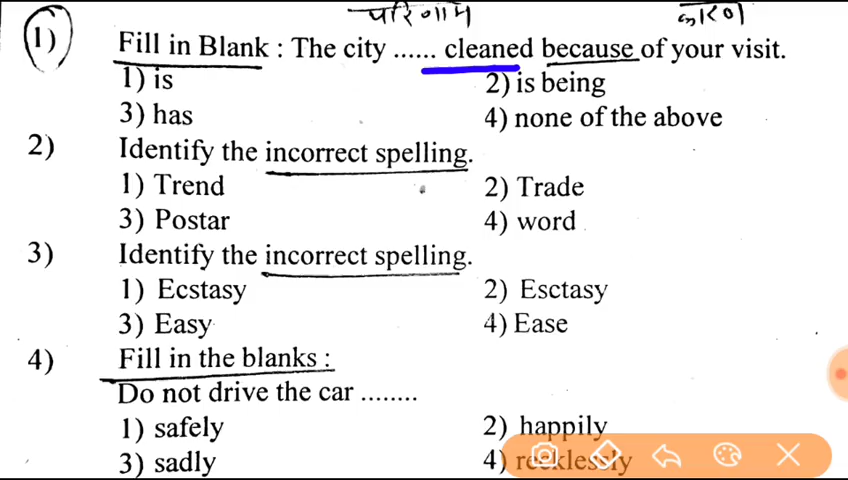 परिणाम कारण
1) Fill in Blank : The city ...... cleaned because of your visit.
1) is 2) is being
3) has 4) none of the above
2) Identify the incorrect spelling.
1) Trend 2) Trade
3) Postar 4) word
3) Identify the incorrect spelling.
1) Ecstasy 2) Esctasy
3) Easy 4) Ease
4) Fill in the blanks :
Do not drive the car ........
1) safely 2) happily
3) sadly 4) recklessly